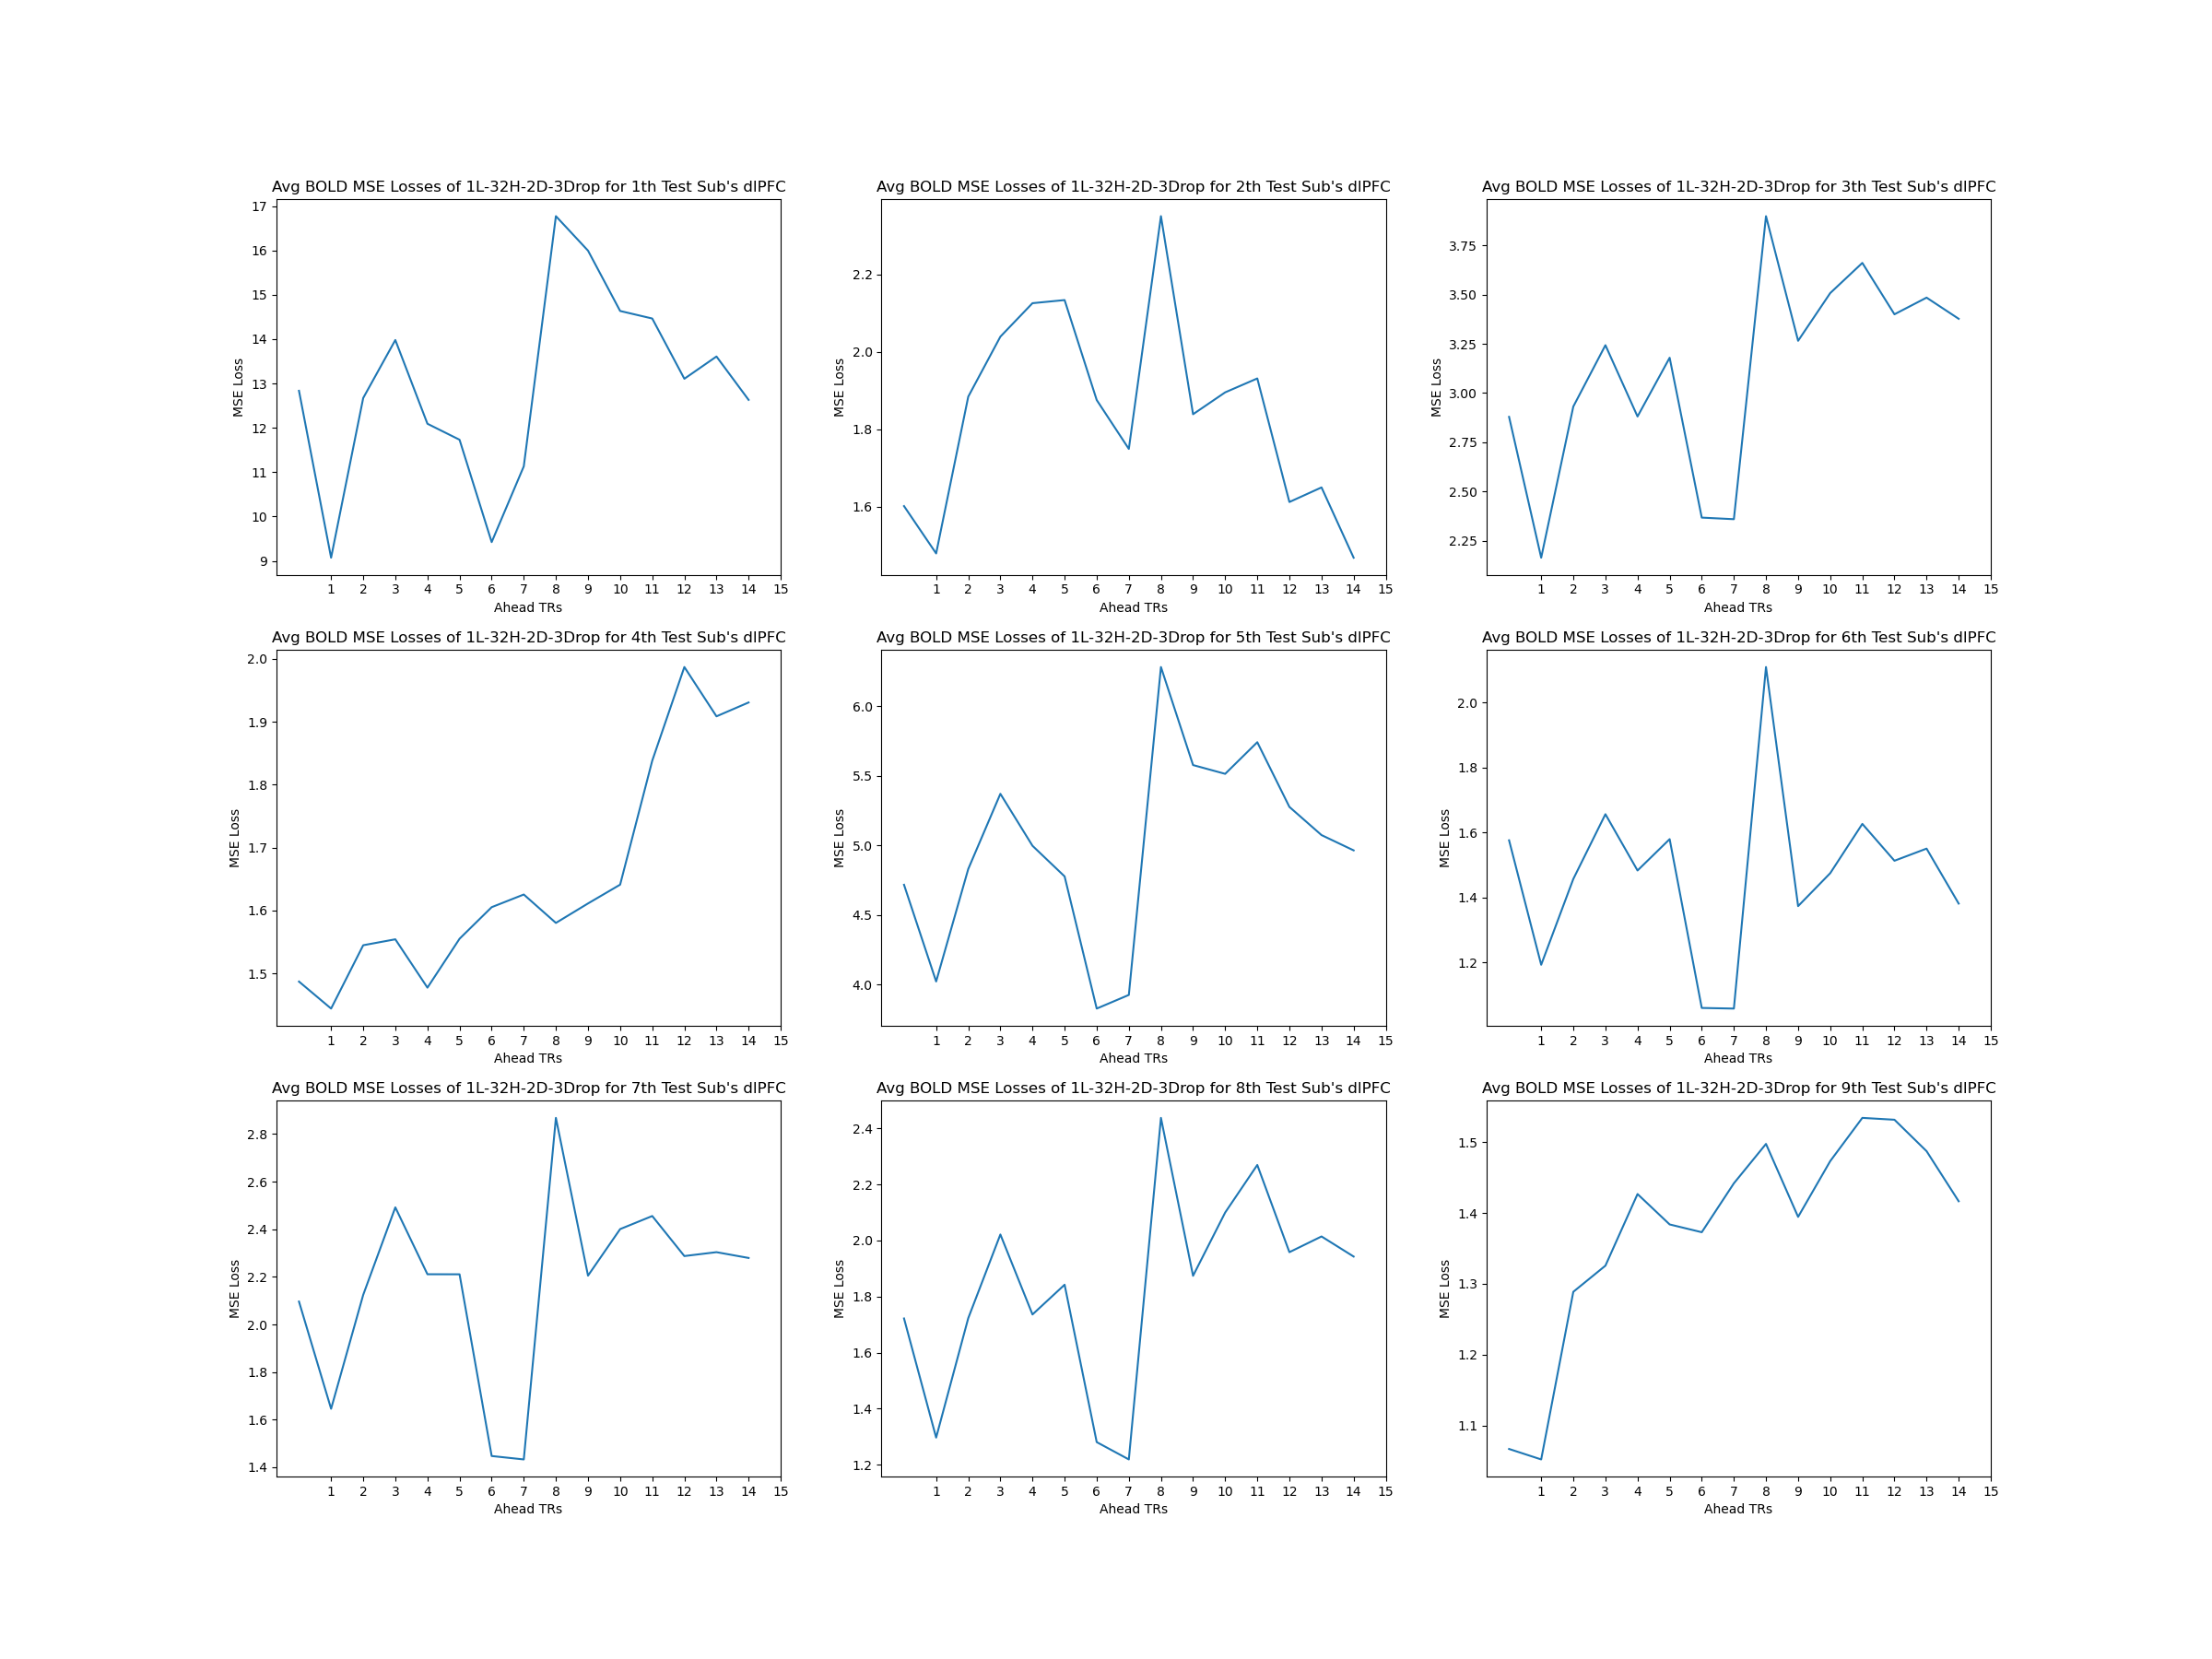 Avg BOLD MSE Losses of 1L-32H-2D-3Drop for 1th Test Sub's dlPFC
17
16
15
14
13
12
11
10
9
MSE Loss
1 2 3 4 5 6 7 8 9 10 11 12 13 14 15
Ahead TRs
Avg BOLD MSE Losses of 1L-32H-2D-3Drop for 2th Test Sub's dlPFC
2.2
2.0
1.8
1.6
MSE Loss
1 2 3 4 5 6 7 8 9 10 11 12 13 14 15
Ahead TRs
Avg BOLD MSE Losses of 1L-32H-2D-3Drop for 3th Test Sub's dlPFC
3.75
3.50
3.25
3.00
2.75
2.50
2.25
MSE Loss
1 2 3 4 5 6 7 8 9 10 11 12 13 14 15
Ahead TRs
Avg BOLD MSE Losses of 1L-32H-2D-3Drop for 4th Test Sub's dlPFC
2.0
1.9
1.8
1.7
1.6
1.5
MSE Loss
1 2 3 4 5 6 7 8 9 10 11 12 13 14 15
Ahead TRs
Avg BOLD MSE Losses of 1L-32H-2D-3Drop for 5th Test Sub's dlPFC
6.0
5.5
5.0
4.5
4.0
MSE Loss
1 2 3 4 5 6 7 8 9 10 11 12 13 14 15
Ahead TRs
Avg BOLD MSE Losses of 1L-32H-2D-3Drop for 6th Test Sub's dlPFC
2.0
1.8
1.6
1.4
1.2
MSE Loss
1 2 3 4 5 6 7 8 9 10 11 12 13 14 15
Ahead TRs
Avg BOLD MSE Losses of 1L-32H-2D-3Drop for 7th Test Sub's dlPFC
2.8
2.6
2.4
2.2
2.0
1.8
1.6
1.4
MSE Loss
1 2 3 4 5 6 7 8 9 10 11 12 13 14 15
Ahead TRs
Avg BOLD MSE Losses of 1L-32H-2D-3Drop for 8th Test Sub's dlPFC
2.4
2.2
2.0
1.8
1.6
1.4
1.2
MSE Loss
1 2 3 4 5 6 7 8 9 10 11 12 13 14 15
Ahead TRs
Avg BOLD MSE Losses of 1L-32H-2D-3Drop for 9th Test Sub's dlPFC
1.5
1.4
1.3
1.2
1.1
MSE Loss
1 2 3 4 5 6 7 8 9 10 11 12 13 14 15
Ahead TRs